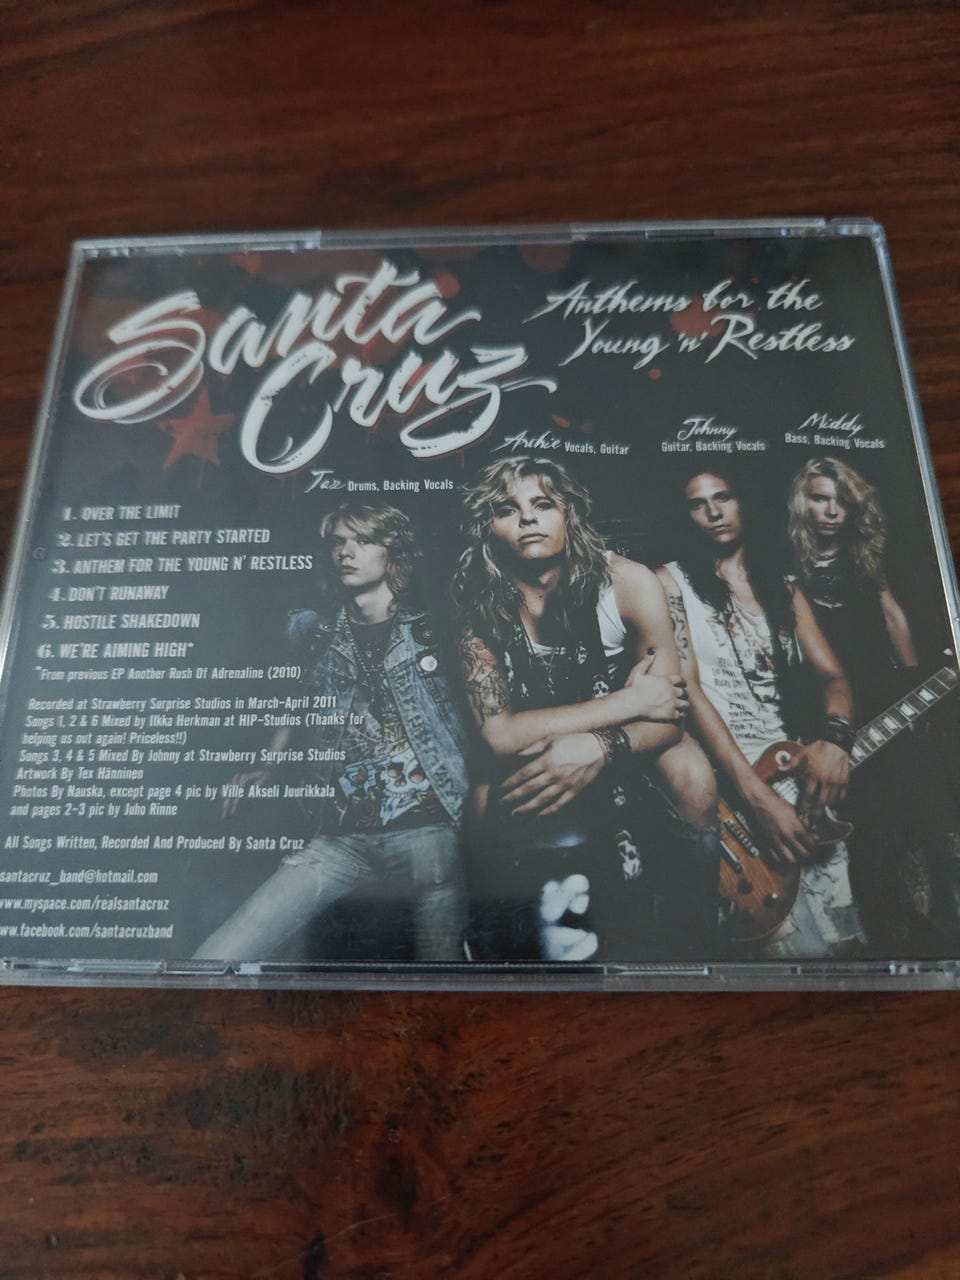 Santa
Cruz
Anthems for the
Young 'n' Restless
Taz Drums, Backing Vocals
Archie Vocals, Guitar
Johnny
Guitar, Backing Vocals
Middy
Bass, Backing Vocals
1. OVER THE LIMIT
2. LET'S GET THE PARTY STARTED
3. ANTHEM FOR THE YOUNG N' RESTLESS
4. DON'T RUNAWAY
5. HOSTILE SHAKEDOWN
6. WE'RE AIMING HIGH*
*From previous EP Another Rush Of Adrenaline (2010)
Recorded at Strawberry Surprise Studios in March-April 2011
Songs 1, 2 & 6 Mixed by Ilkka Herkman at HIP-Studios (Thanks for
helping us out again! Priceless!!)
Songs 3, 4 & 5 Mixed By Johnny at Strawberry Surprise Studios
Artwork By Tex Hänninen
Photos By Nauska, except page 4 pic by Ville Akseli Juurikkala
and pages 2-3 pic by Juho Rinne
All Songs Written, Recorded And Produced By Santa Cruz
santacruz_band@hotmail.com
www.myspace.com/realsantacruz
www.facebook.com/santacruzband